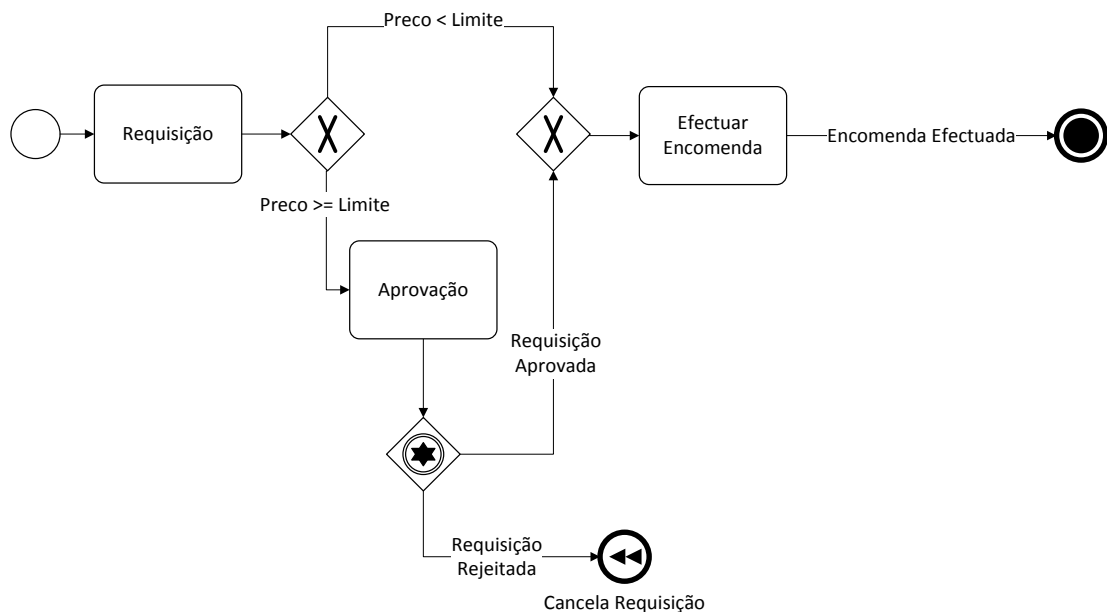 Preco < Limite
Requisição
Efectuar
Encomenda
Encomenda Efectuada
Preco >= Limite
Aprovação
Requisição
Aprovada
Requisição
Rejeitada
Cancela Requisição